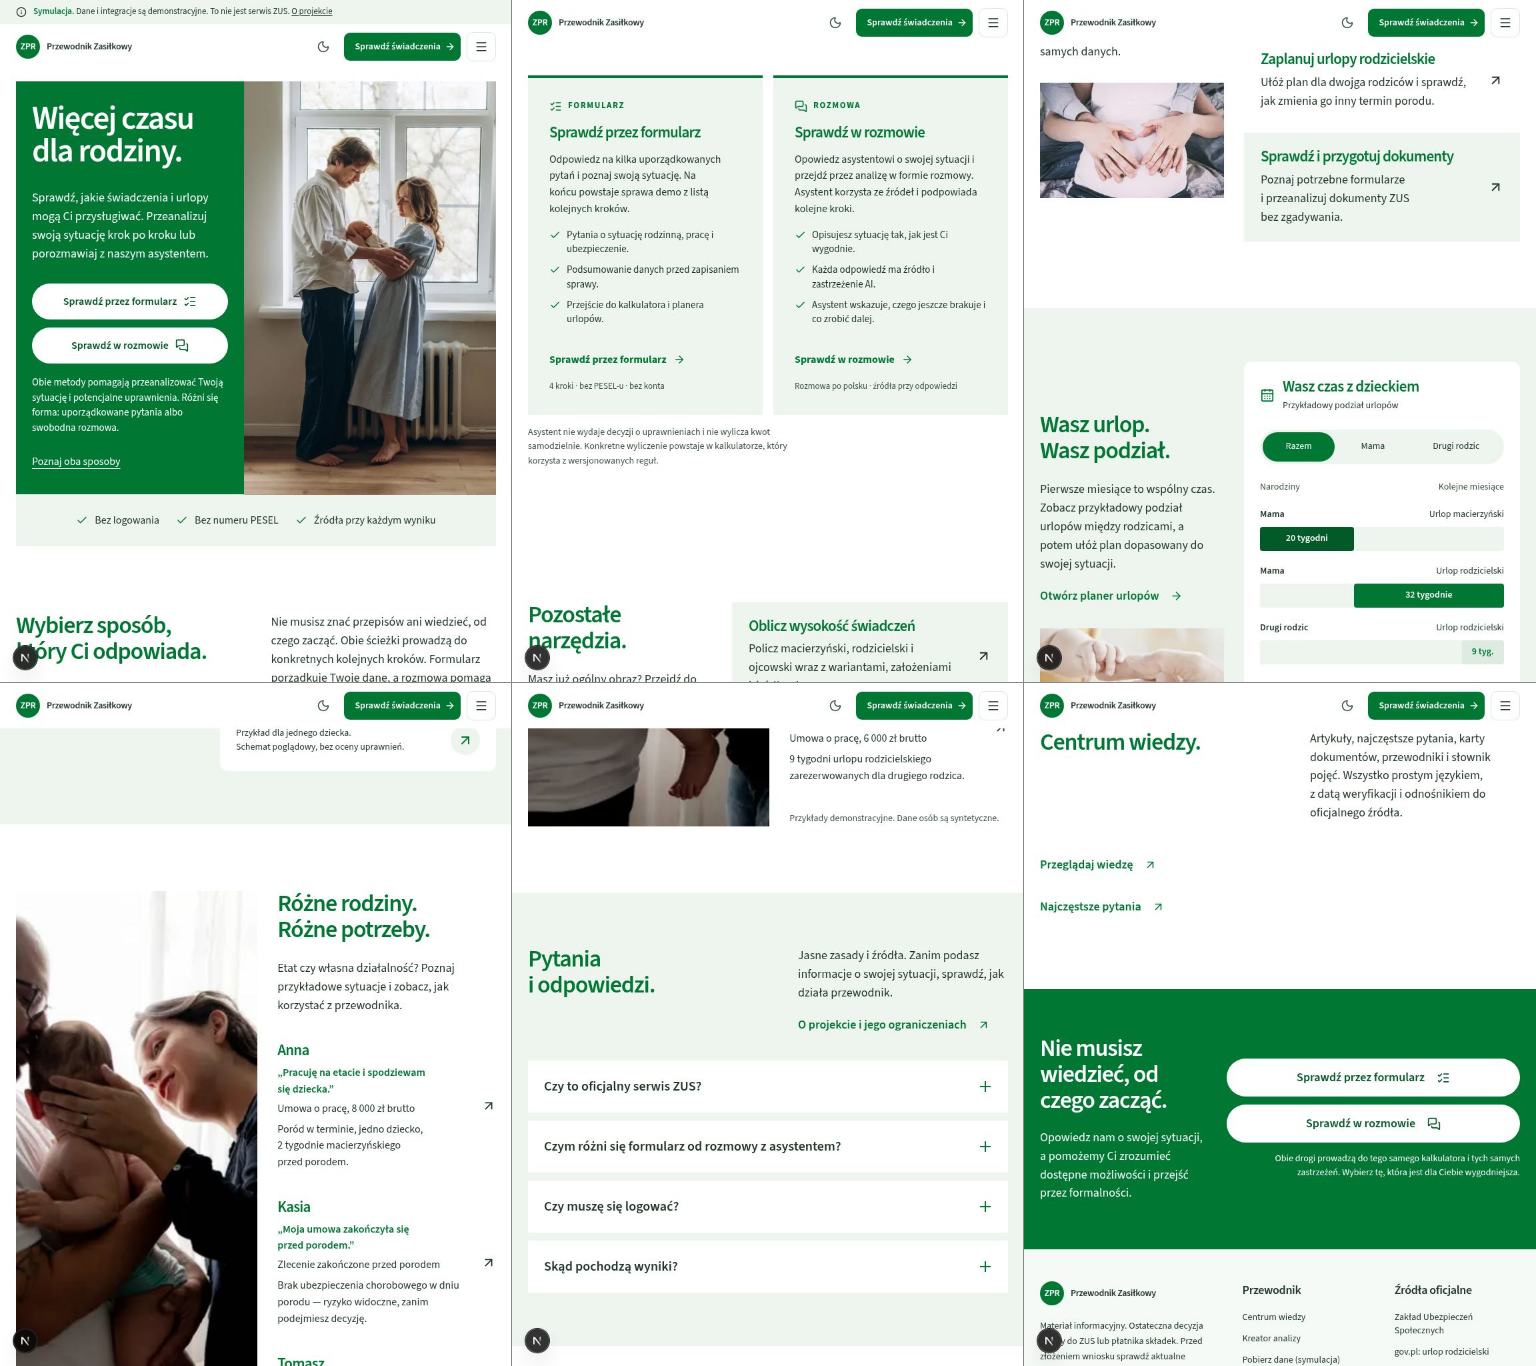 Symulacja. Dane i integracje są demonstracyjne. To nie jest serwis ZUS. O projekcie
ZPR Przewodnik Zasiłkowy
Sprawdź świadczenia
Więcej czasu
dla rodziny.
Sprawdź, jakie świadczenia i urlopy
mogą Ci przysługiwać. Przeanalizuj
swoją sytuację krok po kroku lub
porozmawiaj z naszym asystentem.
Sprawdź przez formularz
Sprawdź w rozmowie
Obie metody pomagają przeanalizować Twoją
sytuację i potencjalne uprawnienia. Różni się
forma: uporządkowane pytania albo
swobodna rozmowa.
Poznaj oba sposoby
Bez logowania
Bez numeru PESEL
Źródła przy każdym wyniku
Wybierz sposób,
który Ci odpowiada.
N
Nie musisz znać przepisów ani wiedzieć, od
czego zacząć. Obie ścieżki prowadzą do
konkretnych kolejnych kroków. Formularz
porządkuje Twoje dane, a rozmowa pomaga
ZPR Przewodnik Zasiłkowy
Sprawdź świadczenia
FORMULARZ
Sprawdź przez formularz
Odpowiedz na kilka uporządkowanych
pytań i poznaj swoją sytuację. Na
końcu powstaje sprawa demo z listą
kolejnych kroków.
Pytania o sytuację rodzinną, pracę i
ubezpieczenie.
Podsumowanie danych przed zapisaniem
sprawy.
Przejście do kalkulatora i planera
urlopów.
Sprawdź przez formularz
4 kroki · bez PESEL-u · bez konta
ROZMOWA
Sprawdź w rozmowie
Opowiedz asystentowi o swojej sytuacji i
przejdź przez analizę w formie rozmowy.
Asystent korzysta ze źródeł i podpowiada
kolejne kroki.
Opisujesz sytuację tak, jak jest Ci
wygodnie.
Każda odpowiedź ma źródło i
zastrzeżenie AI.
Asystent wskazuje, czego jeszcze brakuje i
co zrobić dalej.
Sprawdź w rozmowie
Rozmowa po polsku · źródła przy odpowiedzi
Asystent nie wydaje decyzji o uprawnieniach i nie wylicza kwot
samodzielnie. Konkretne wyliczenie powstaje w kalkulatorze, który
korzysta z wersjonowanych reguł.
Pozostałe
narzędzia.
N
Masz już ogólny obraz? Przejdź do
Oblicz wysokość świadczeń
Policz macierzyński, rodzicielski i
ojcowski wraz z wariantami, założeniami
ZPR Przewodnik Zasiłkowy
Sprawdź świadczenia
samych danych.
Zaplanuj urlopy rodzicielskie
Ułóż plan dla dwojga rodziców i sprawdź,
jak zmienia go inny termin porodu.
Sprawdź i przygotuj dokumenty
Poznaj potrzebne formularze
i przeanalizuj dokumenty ZUS
bez zgadywania.
Wasz urlop.
Wasz podział.
Pierwsze miesiące to wspólny czas.
Zobacz przykładowy podział
urlopów między rodzicami, a
potem ułóż plan dopasowany do
swojej sytuacji.
Otwórz planer urlopów
N
Wasz czas z dzieckiem
Przykładowy podział urlopów
Razem
Mama
Drugi rodzic
Narodziny
Kolejne miesiące
Mama
Urlop macierzyński
20 tygodni
Mama
Urlop rodzicielski
32 tygodnie
Drugi rodzic
Urlop rodzicielski
9 tyg.
ZPR Przewodnik Zasiłkowy
Sprawdź świadczenia
Przykład dla jednego dziecka.
Schemat poglądowy, bez oceny uprawnień.
Różne rodziny.
Różne potrzeby.
Etat czy własna działalność? Poznaj
przykładowe sytuacje i zobacz, jak
korzystać z przewodnika.
Anna
„Pracuję na etacie i spodziewam
się dziecka.”
Umowa o pracę, 8 000 zł brutto
Poród w terminie, jedno dziecko,
2 tygodnie macierzyńskiego
przed porodem.
Kasia
„Moja umowa zakończyła się
przed porodem.”
Zlecenie zakończone przed porodem
Brak ubezpieczenia chorobowego w dniu
porodu — ryzyko widoczne, zanim
podejmiesz decyzję.
Tomasz
N
ZPR Przewodnik Zasiłkowy
Sprawdź świadczenia
Umowa o pracę, 6 000 zł brutto
9 tygodni urlopu rodzicielskiego
zarezerwowanych dla drugiego rodzica.
Przykłady demonstracyjne. Dane osób są syntetyczne.
Pytania
i odpowiedzi.
Jasne zasady i źródła. Zanim podasz
informacje o swojej sytuacji, sprawdź, jak
działa przewodnik.
O projekcie i jego ograniczeniach
Czy to oficjalny serwis ZUS?
Czym różni się formularz od rozmowy z asystentem?
Czy muszę się logować?
Skąd pochodzą wyniki?
N
ZPR Przewodnik Zasiłkowy
Sprawdź świadczenia
Centrum wiedzy.
Artykuły, najczęstsze pytania, karty
dokumentów, przewodniki i słownik
pojęć. Wszystko prostym językiem,
z datą weryfikacji i odnośnikiem do
oficjalnego źródła.
Przeglądaj wiedzę
Najczęstsze pytania
Nie musisz
wiedzieć, od
czego zacząć.
Opowiedz nam o swojej sytuacji,
a pomożemy Ci zrozumieć
dostępne możliwości i przejść
przez formalności.
Sprawdź przez formularz
Sprawdź w rozmowie
Obie drogi prowadzą do tego samego kalkulatora i tych samych
zastrzeżeń. Wybierz tę, która jest dla Ciebie wygodniejsza.
ZPR Przewodnik Zasiłkowy
Materiał informacyjny. Ostateczna decyzja
do ZUS lub płatnika składek. Przed
złożeniem wniosku sprawdź aktualne
N
Przewodnik
Centrum wiedzy
Kreator analizy
Pobierz dane (symulacja)
Źródła oficjalne
Zakład Ubezpieczeń
Społecznych
gov.pl: urlop rodzicielski